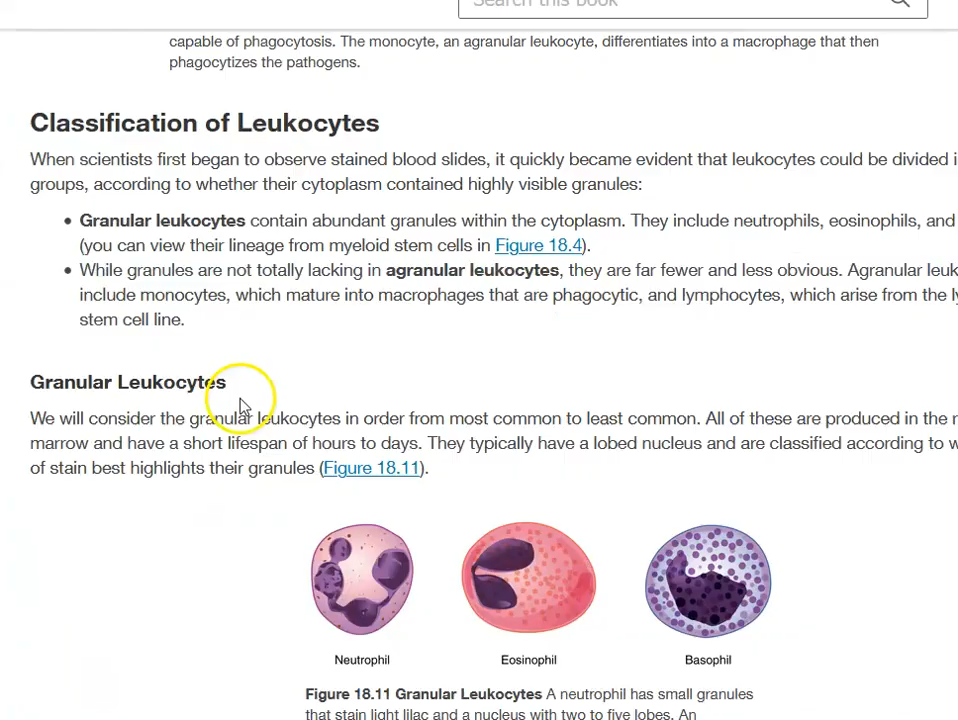 Search this book
capable of phagocytosis. The monocyte, an agranular leukocyte, differentiates into a macrophage that then
phagocytizes the pathogens.
Classification of Leukocytes
When scientists first began to observe stained blood slides, it quickly became evident that leukocytes could be divided i
groups, according to whether their cytoplasm contained highly visible granules:
• Granular leukocytes contain abundant granules within the cytoplasm. They include neutrophils, eosinophils, and
(you can view their lineage from myeloid stem cells in Figure 18.4).
• While granules are not totally lacking in agranular leukocytes, they are far fewer and less obvious. Agranular leuk
include monocytes, which mature into macrophages that are phagocytic, and lymphocytes, which arise from the ly
stem cell line.
Granular Leukocytes
We will consider the granular leukocytes in order from most common to least common. All of these are produced in the r
marrow and have a short lifespan of hours to days. They typically have a lobed nucleus and are classified according to w
of stain best highlights their granules (Figure 18.11).
Neutrophil
Eosinophil
Basophil
Figure 18.11 Granular Leukocytes A neutrophil has small granules
that stain light lilac and a nucleus with two to five lobes. An